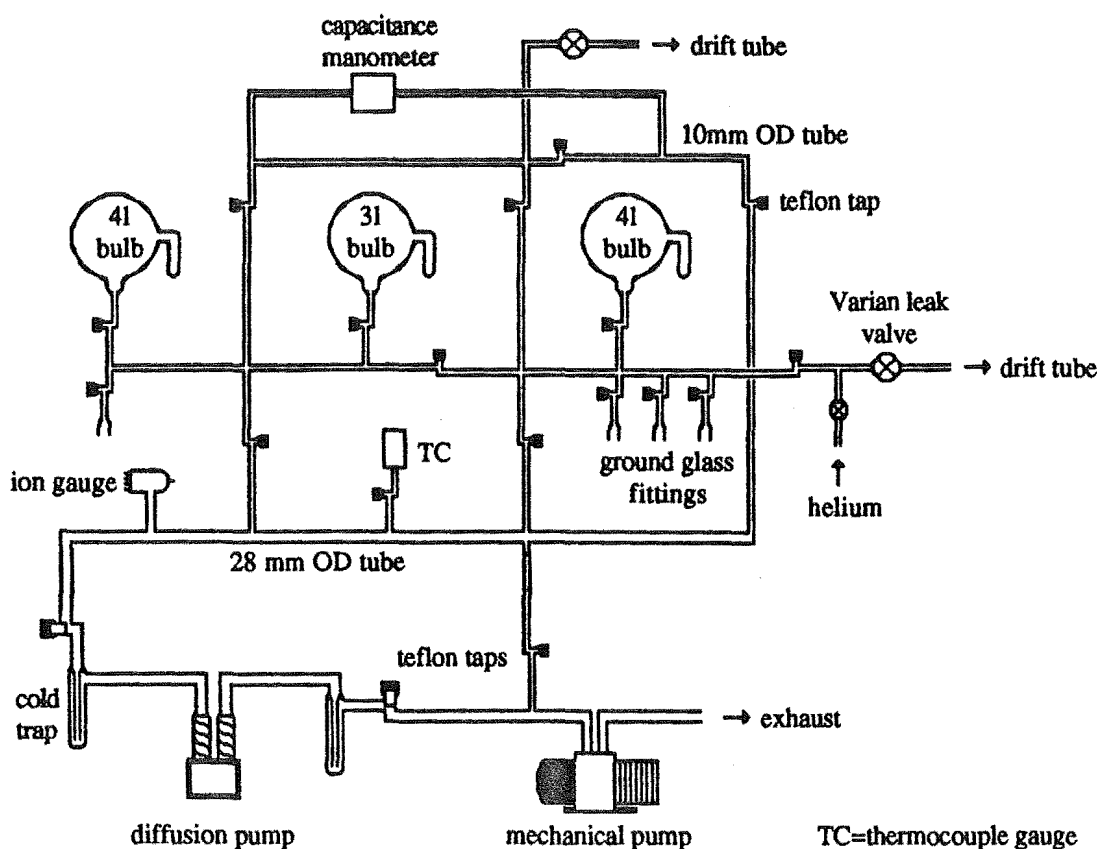 capacitance
manometer
→ drift tube
10mm OD tube
4l
bulb
3l
bulb
4l
bulb
teflon tap
Varian leak
valve
→ drift tube
TC
ion gauge
ground glass
fittings
helium
28 mm OD tube
teflon taps
cold
trap
→ exhaust
diffusion pump
mechanical pump
TC=thermocouple gauge